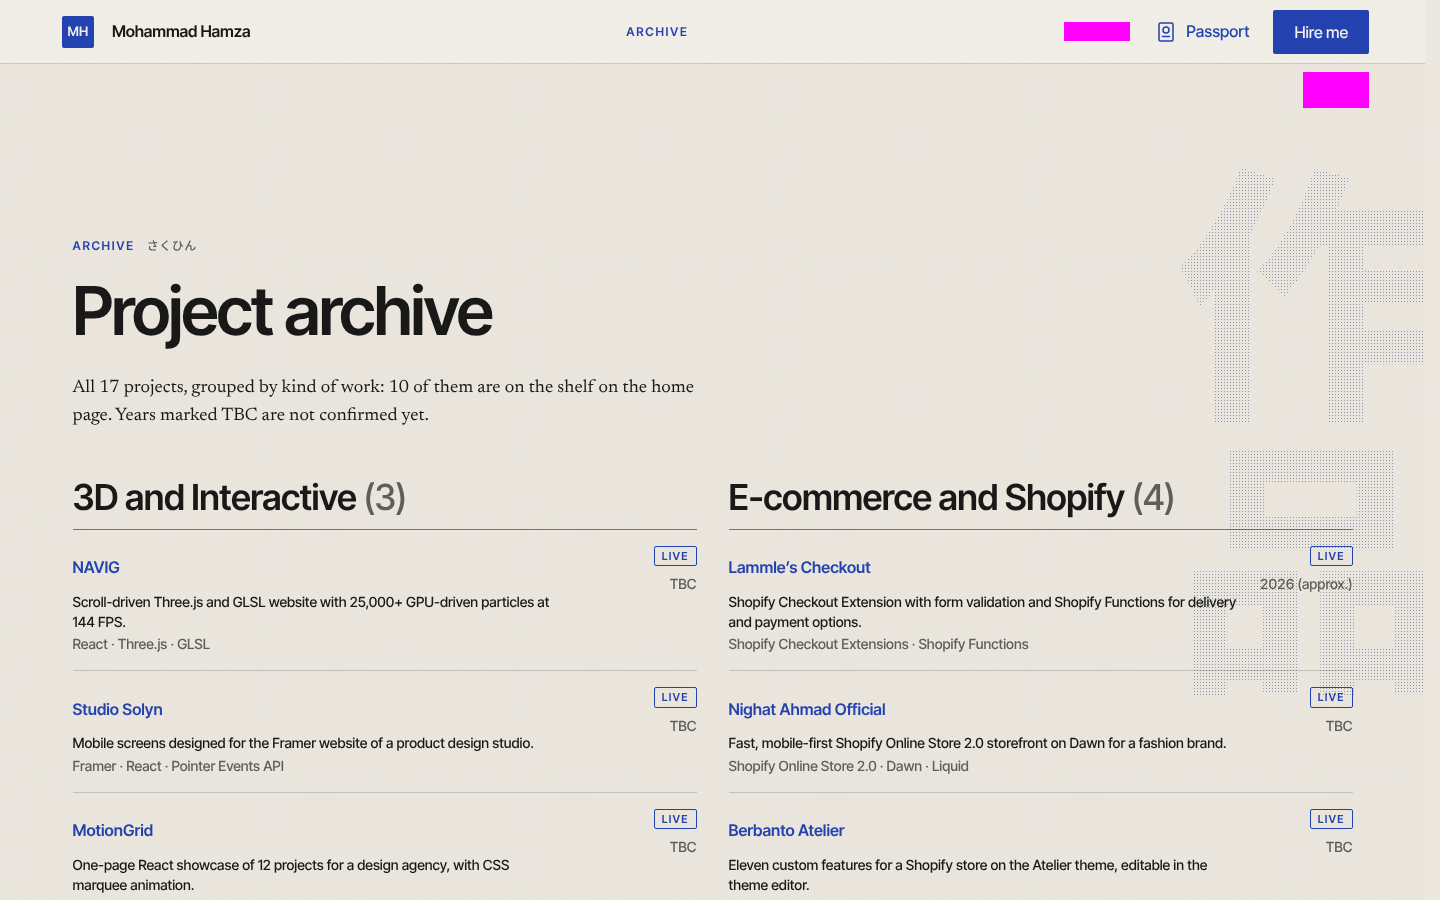 MH
Mohammad Hamza
ARCHIVE
Passport
Hire me
作品
ARCHIVE さくひん
Project archive
All 17 projects, grouped by kind of work: 10 of them are on the shelf on the home
page. Years marked TBC are not confirmed yet.
3D and Interactive (3)
NAVIG
LIVE
TBC
Scroll-driven Three.js and GLSL website with 25,000+ GPU-driven particles at
144 FPS.
React · Three.js · GLSL
Studio Solyn
LIVE
TBC
Mobile screens designed for the Framer website of a product design studio.
Framer · React · Pointer Events API
MotionGrid
LIVE
TBC
One-page React showcase of 12 projects for a design agency, with CSS
marquee animation.
E-commerce and Shopify (4)
Lammle’s Checkout
LIVE
2026 (approx.)
Shopify Checkout Extension with form validation and Shopify Functions for delivery
and payment options.
Shopify Checkout Extensions · Shopify Functions
Nighat Ahmad Official
LIVE
TBC
Fast, mobile-first Shopify Online Store 2.0 storefront on Dawn for a fashion brand.
Shopify Online Store 2.0 · Dawn · Liquid
Berbanto Atelier
LIVE
TBC
Eleven custom features for a Shopify store on the Atelier theme, editable in the
theme editor.